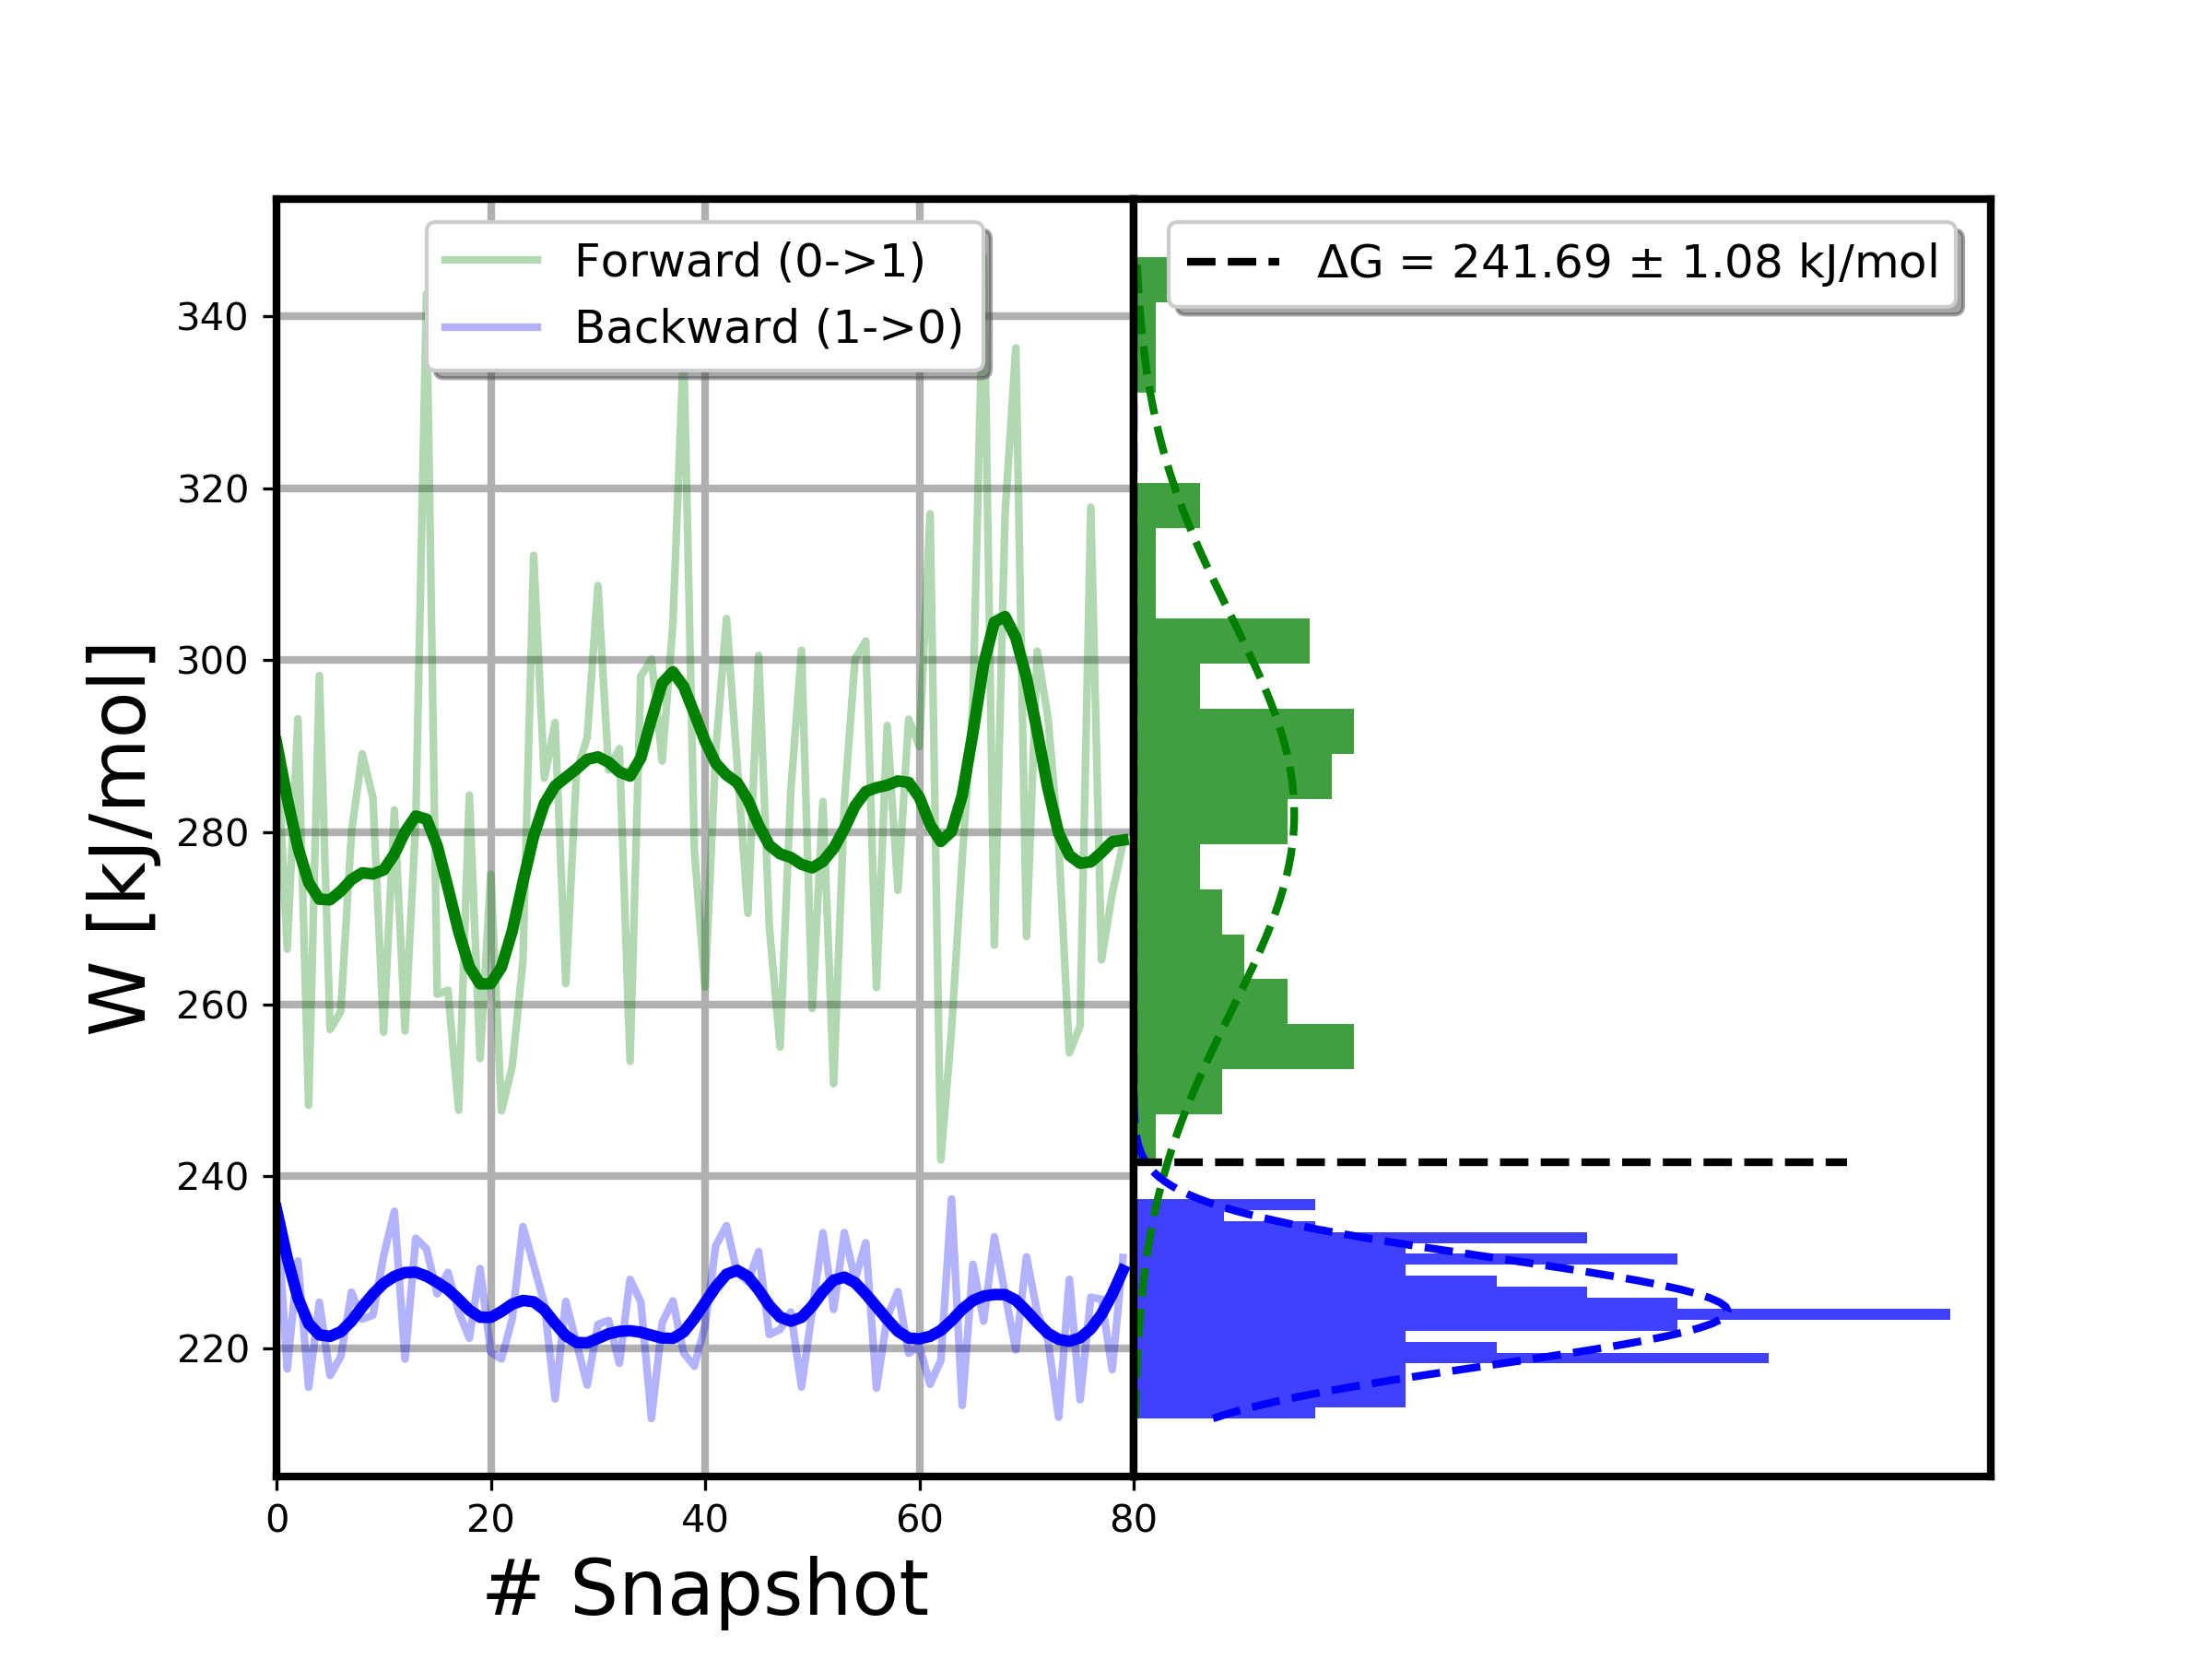 Forward (0->1)
Backward (1->0)
ΔG = 241.69 ± 1.08 kJ/mol
W [kJ/mol]
340
320
300
280
260
240
220
0 20 40 60 80
# Snapshot